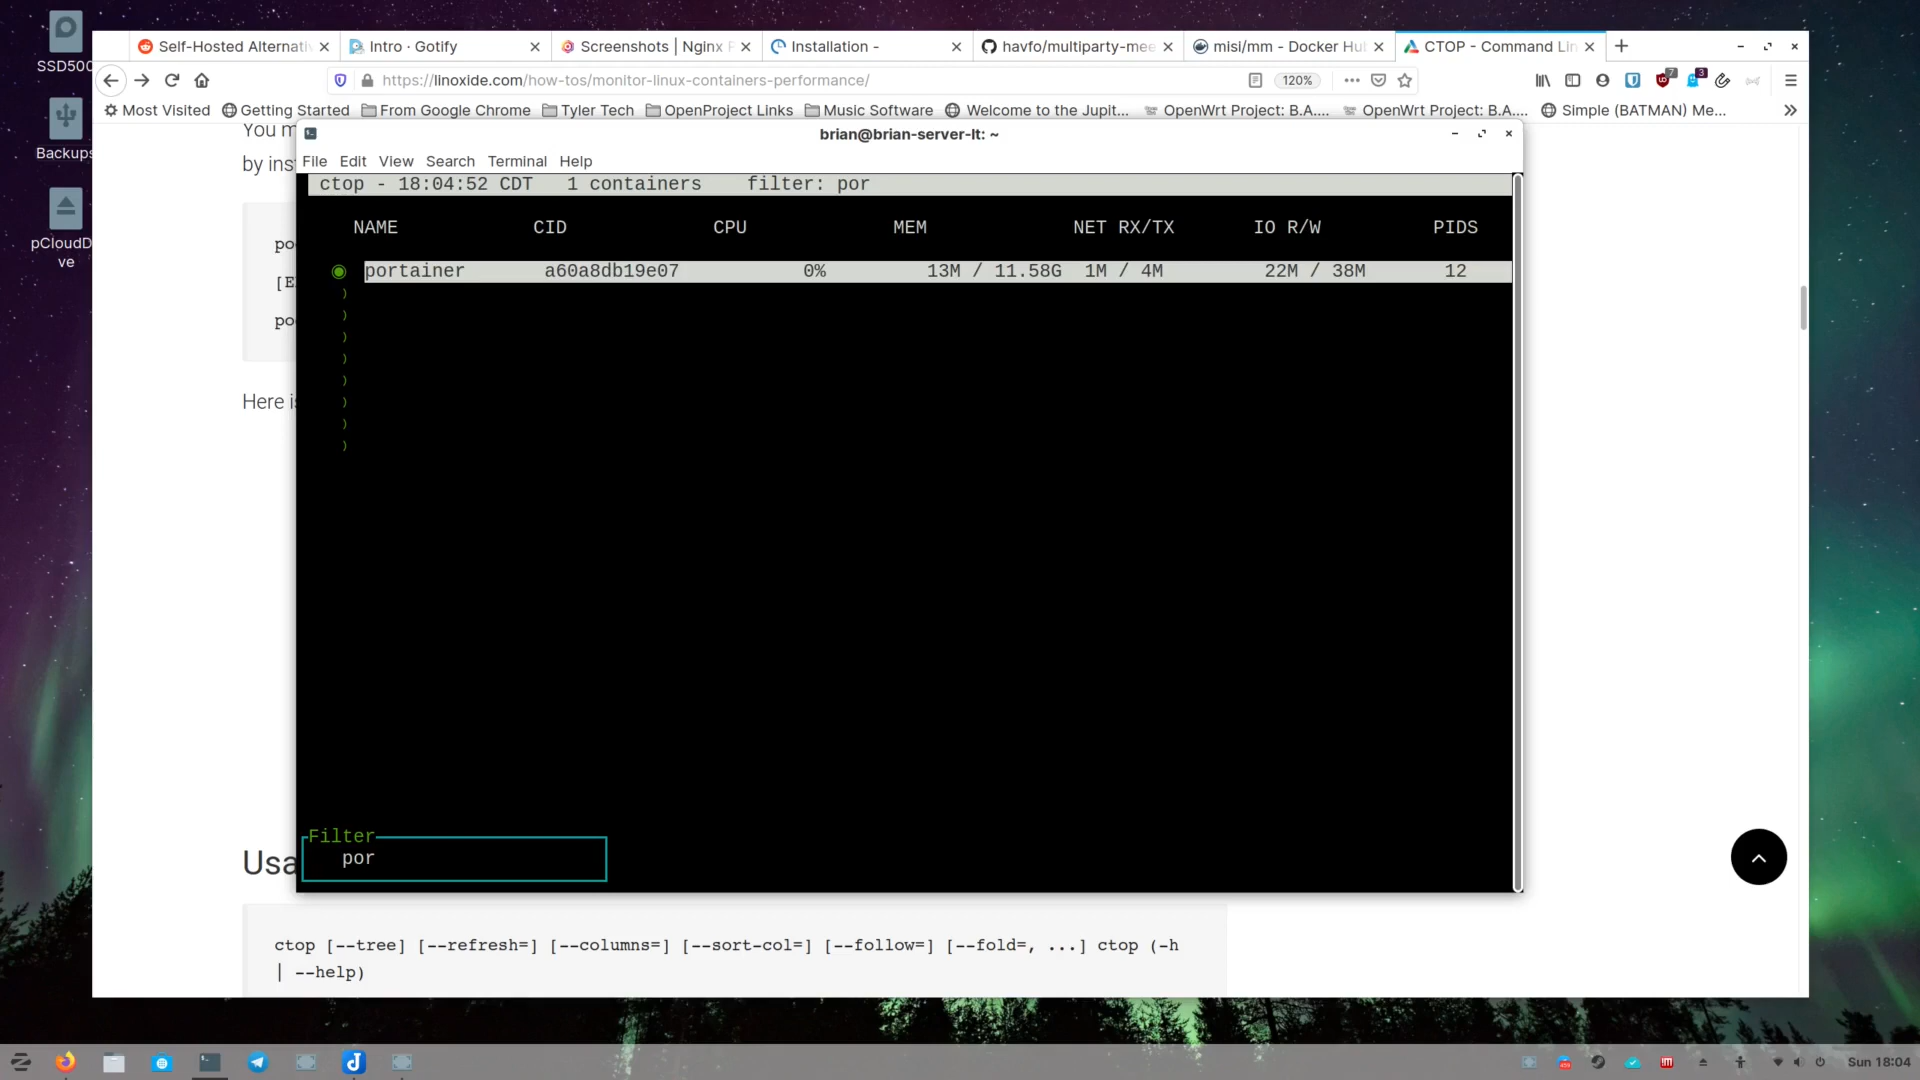 SSD500
Backups
pCloudD
ve
Self-Hosted Alternati
Intro · Gotify
Screenshots | Nginx P
Installation -
havfo/multiparty-mee
misi/mm - Docker Hu
CTOP - Command Lin
https://linoxide.com/how-tos/monitor-linux-containers-performance/
120%
7
3
Most Visited
Getting Started
From Google Chrome
Tyler Tech
OpenProject Links
Music Software
Welcome to the Jupit...
OpenWrt Project: B.A....
OpenWrt Project: B.A....
Simple (BATMAN) Me...
You m
by ins
po
[E
po
Here is
brian@brian-server-lt: ~
File Edit View Search Terminal Help
ctop - 18:04:52 CDT 1 containers filter: por
NAME CID CPU MEM NET RX/TX IO R/W PIDS
portainer a60a8db19e07 0% 13M / 11.58G 1M / 4M 22M / 38M 12
)
)
)
)
)
)
)
)
Filter
por
Usa
ctop [--tree] [--refresh=] [--columns=] [--sort-col=] [--follow=] [--fold=, ...] ctop (-h
| --help)
Sun 18:04